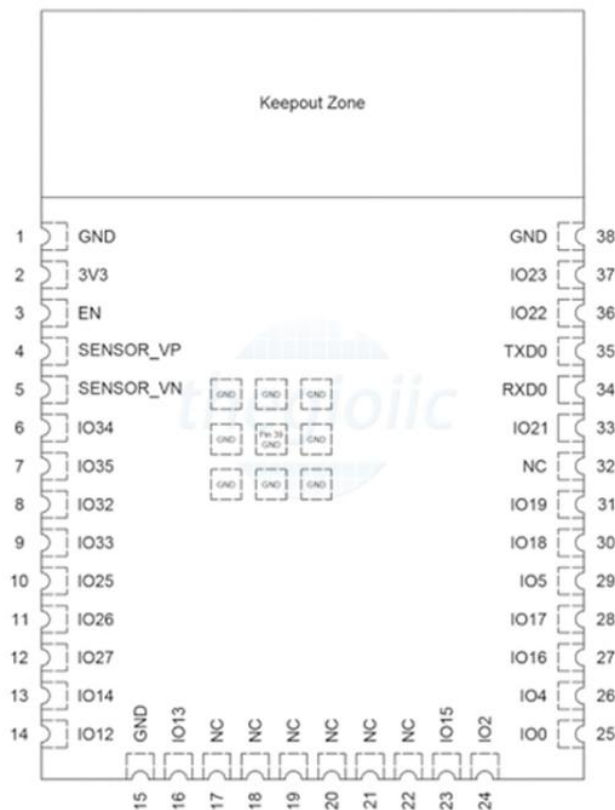 Keepout Zone
1 GND
2 3V3
3 EN
4 SENSOR_VP
5 SENSOR_VN
6 IO34
7 IO35
8 IO32
9 IO33
10 IO25
11 IO26
12 IO27
13 IO14
14 IO12
GND 38
IO23 37
IO22 36
TXD0 35
RXD0 34
IO21 33
NC 32
IO19 31
IO18 30
IO5 29
IO17 28
IO16 27
IO4 26
IO0 25
GND GND GND
GND Pin 39 GND GND
GND GND GND
GND 15
IO13 16
NC 17
NC 18
NC 19
NC 20
NC 21
NC 22
IO15 23
IO2 24